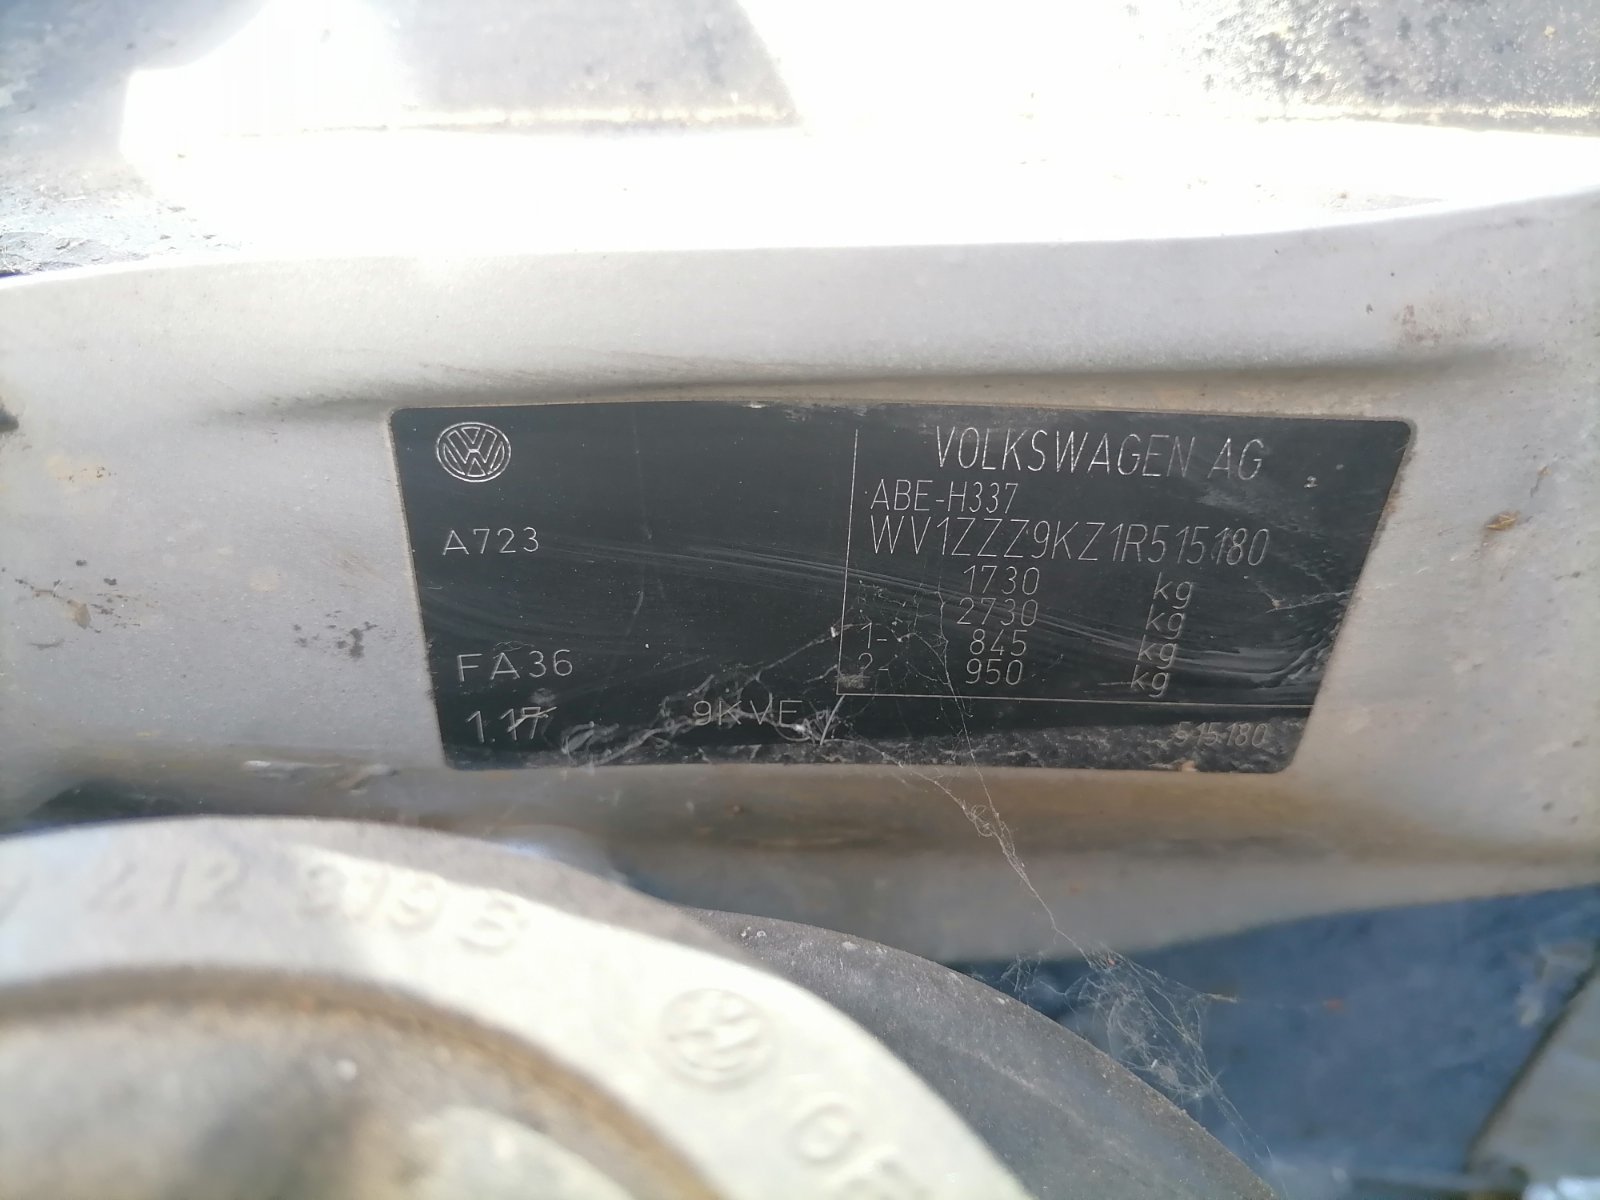 VOLKSWAGEN AG
ABE-H337
WV1ZZZ9KZ1R515180
1730 kg
2730 kg
1- 845 kg
2- 950 kg
A723
FA36
9KVE
515180
412